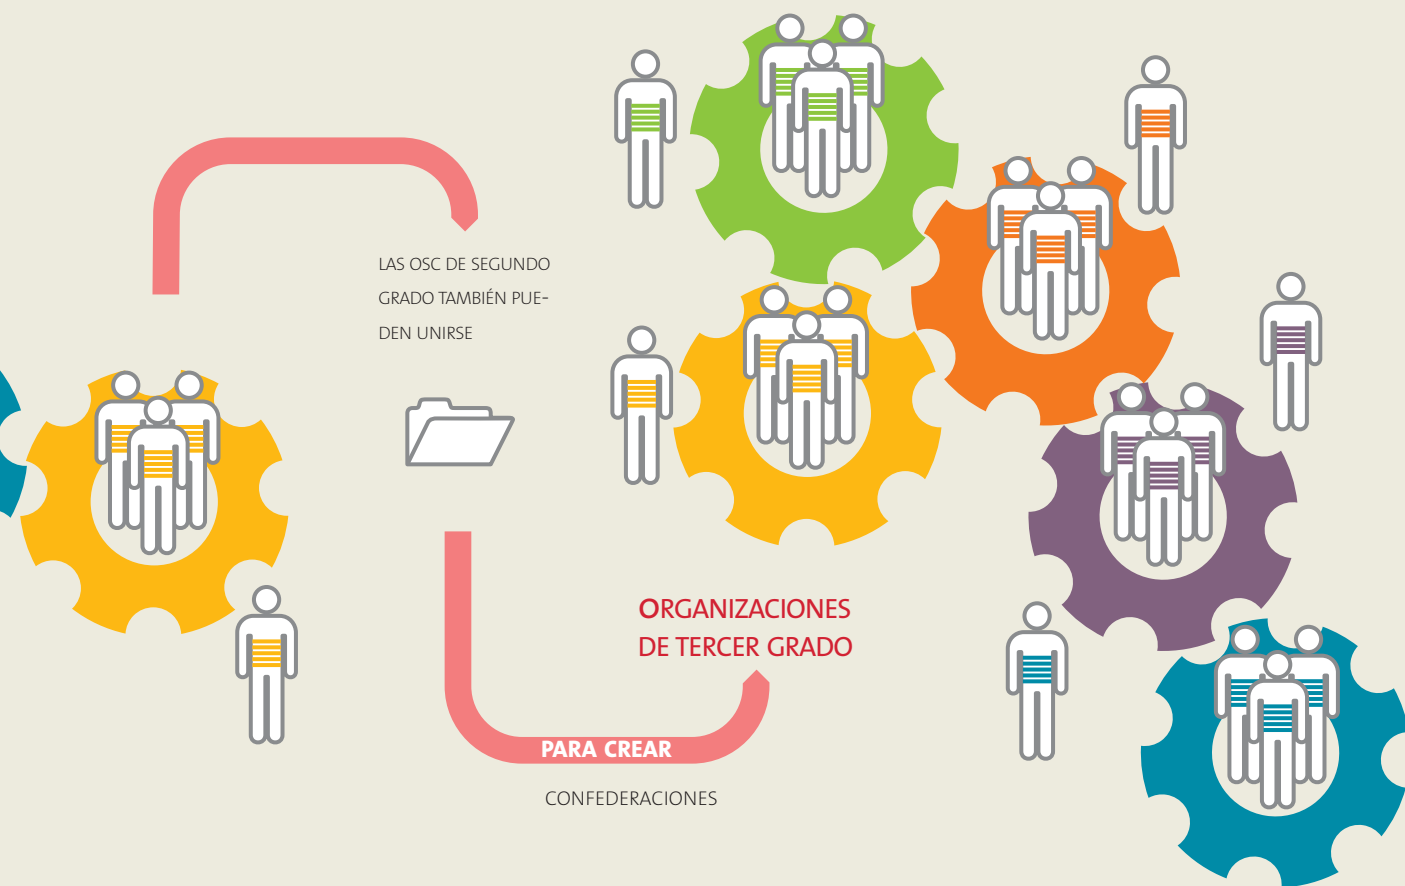 LAS OSC DE SEGUNDO
GRADO TAMBIÉN PUE-
DEN UNIRSE
ORGANIZACIONES
DE TERCER GRADO
PARA CREAR
CONFEDERACIONES